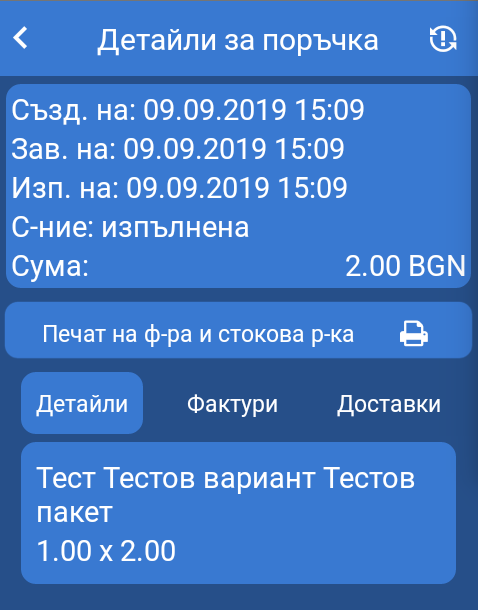 Детайли за поръчка
Създ. на: 09.09.2019 15:09
Зав. на: 09.09.2019 15:09
Изп. на: 09.09.2019 15:09
С-ние: изпълнена
Сума: 2.00 BGN
Печат на ф-ра и стокова р-ка
Детайли Фактури Доставки
Тест Тестов вариант Тестов
пакет
1.00 x 2.00